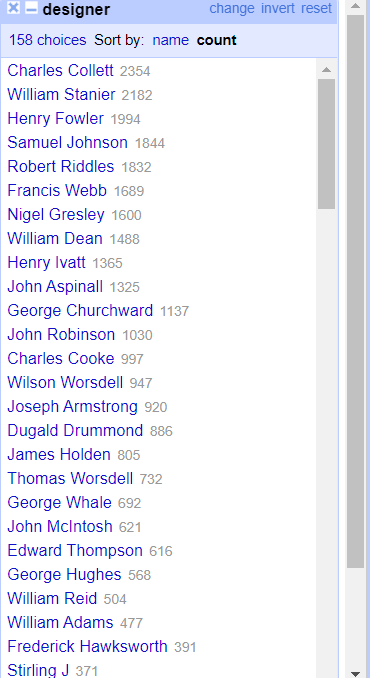 designer change invert reset
158 choices Sort by: name count
Charles Collett 2354
William Stanier 2182
Henry Fowler 1994
Samuel Johnson 1844
Robert Riddles 1832
Francis Webb 1689
Nigel Gresley 1600
William Dean 1488
Henry Ivatt 1365
John Aspinall 1325
George Churchward 1137
John Robinson 1030
Charles Cooke 997
Wilson Worsdell 947
Joseph Armstrong 920
Dugald Drummond 886
James Holden 805
Thomas Worsdell 732
George Whale 692
John McIntosh 621
Edward Thompson 616
George Hughes 568
William Reid 504
William Adams 477
Frederick Hawksworth 391
Stirling J 371